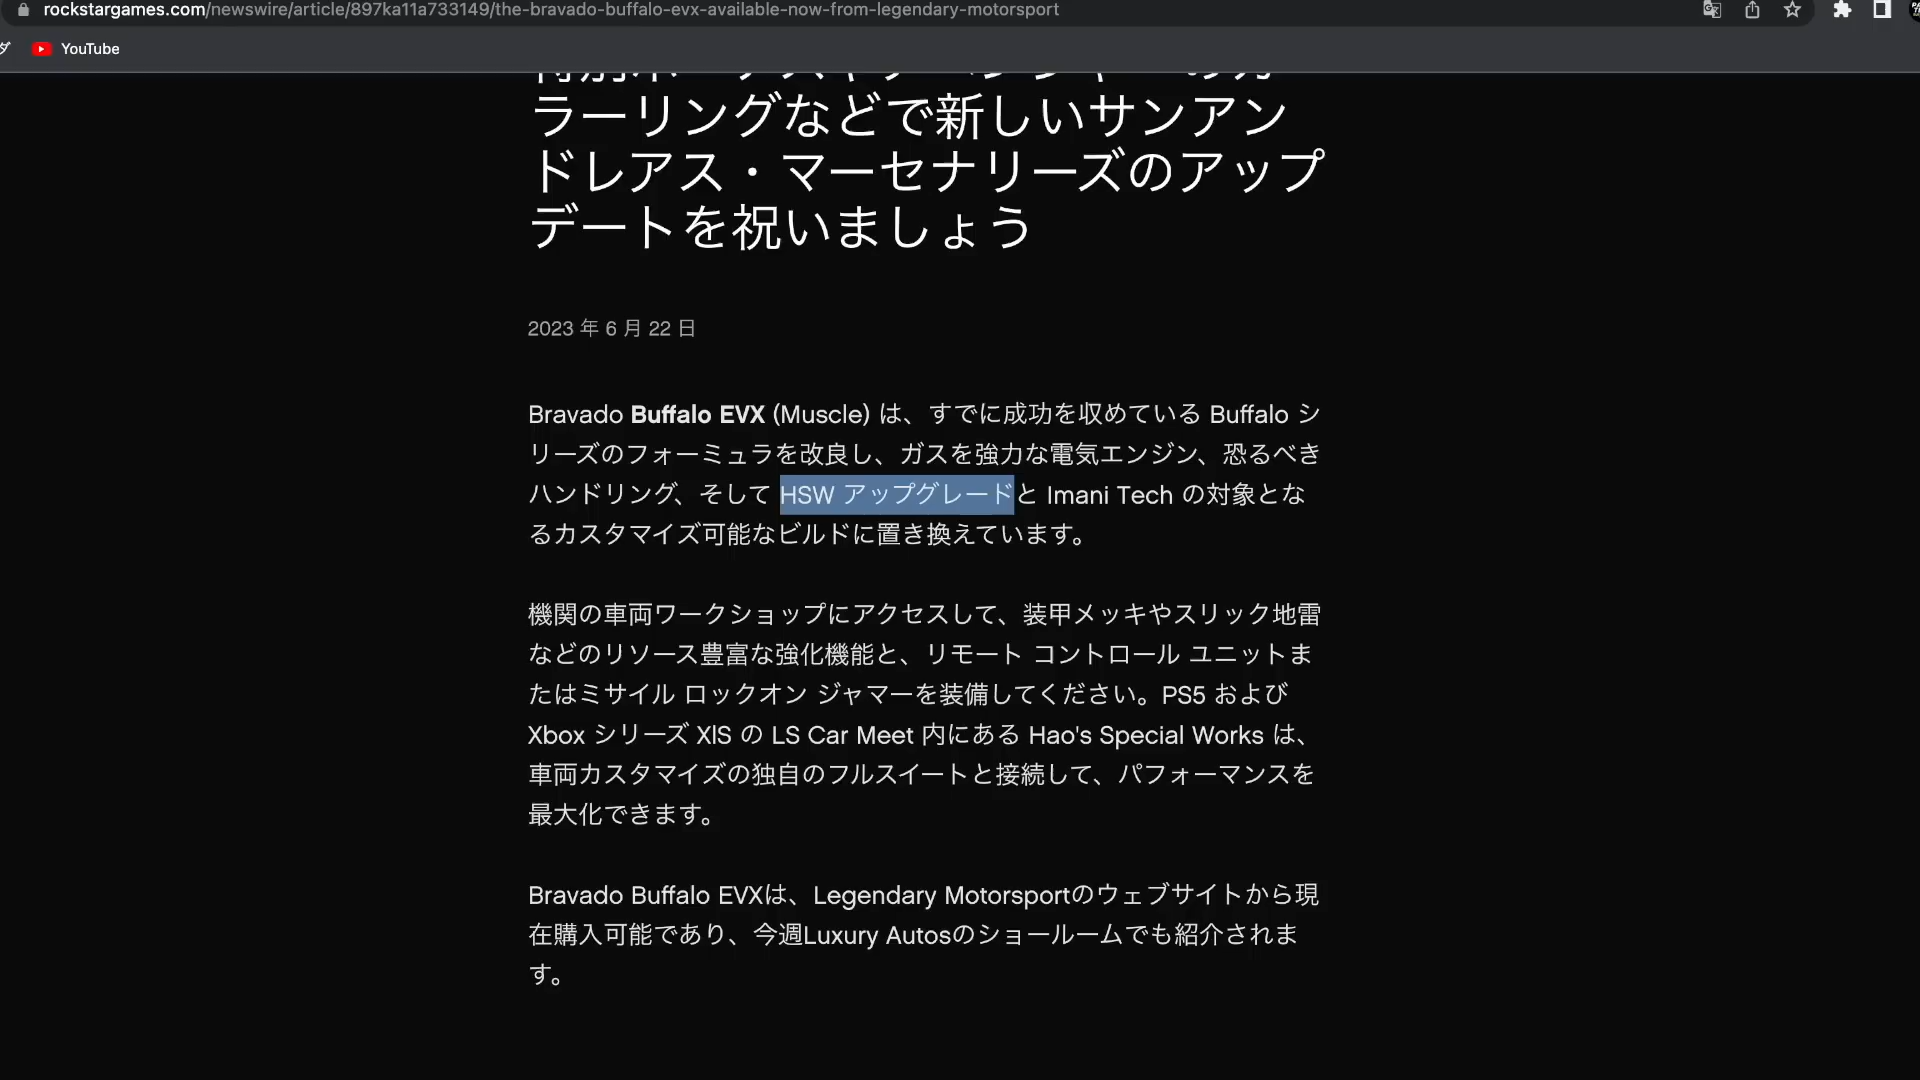 rockstargames.com/newswire/article/897ka11a733149/the-bravado-buffalo-evx-available-now-from-legendary-motorsport
YouTube
ラーリングなどで新しいサンアン
ドレアス・マーセナリーズのアップ
デートを祝いましょう
2023 年 6 月 22 日
Bravado Buffalo EVX (Muscle) は、すでに成功を収めている Buffalo シ
リーズのフォーミュラを改良し、ガスを強力な電気エンジン、恐るべき
ハンドリング、そして HSW アップグレードと Imani Tech の対象とな
るカスタマイズ可能なビルドに置き換えています。
機関の車両ワークショップにアクセスして、装甲メッキやスリック地雷
などのリソース豊富な強化機能と、リモート コントロール ユニットま
たはミサイル ロックオン ジャマーを装備してください。PS5 および
Xbox シリーズ X|S の LS Car Meet 内にある Hao's Special Works は、
車両カスタマイズの独自のフルスイートと接続して、パフォーマンスを
最大化できます。
Bravado Buffalo EVXは、Legendary Motorsportのウェブサイトから現
在購入可能であり、今週Luxury Autosのショールームでも紹介されま
す。